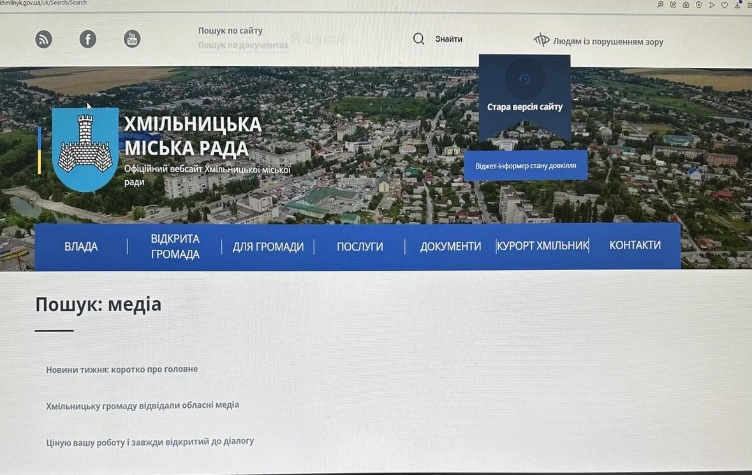 khmilnyk.gov.ua/uk/Search/Search
Пошук по сайту
Пошук по документах
Я шукаю
Знайти
Людям із порушенням зору
Стара версія сайту
ХМІЛЬНИЦЬКА
МІСЬКА РАДА
Офіційний вебсайт Хмільницької міської
ради
Віджет-інформер стану довкілля
ВЛАДА
ВІДКРИТА
ГРОМАДА
ДЛЯ ГРОМАДИ
ПОСЛУГИ
ДОКУМЕНТИ
КУРОРТ ХМІЛЬНИК
КОНТАКТИ
Пошук: медіа
Новини тижня: коротко про головне
Хмільницьку громаду відвідали обласні медіа
Ціную вашу роботу і завжди відкритий до діалогу